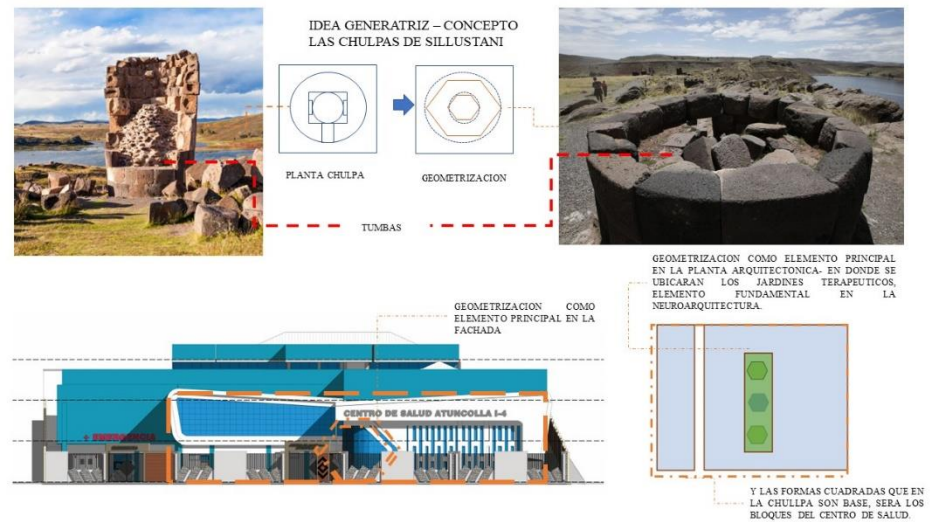 IDEA GENERATRIZ – CONCEPTO
LAS CHULPAS DE SILLUSTANI
PLANTA CHULPA
GEOMETRIZACION
TUMBAS
GEOMETRIZACION COMO ELEMENTO PRINCIPAL
EN LA PLANTA ARQUITECTONICA- EN DONDE SE
UBICARAN LOS JARDINES TERAPEUTICOS,
ELEMENTO FUNDAMENTAL EN LA
NEUROARQUITECTURA.
GEOMETRIZACION COMO
ELEMENTO PRINCIPAL EN LA
FACHADA
CENTRO DE SALUD ATUNCOLLA I-4
+ EMERGENCIA
Y LAS FORMAS CUADRADAS QUE EN
LA CHULLPA SON BASE, SERA LOS
BLOQUES DEL CENTRO DE SALUD.